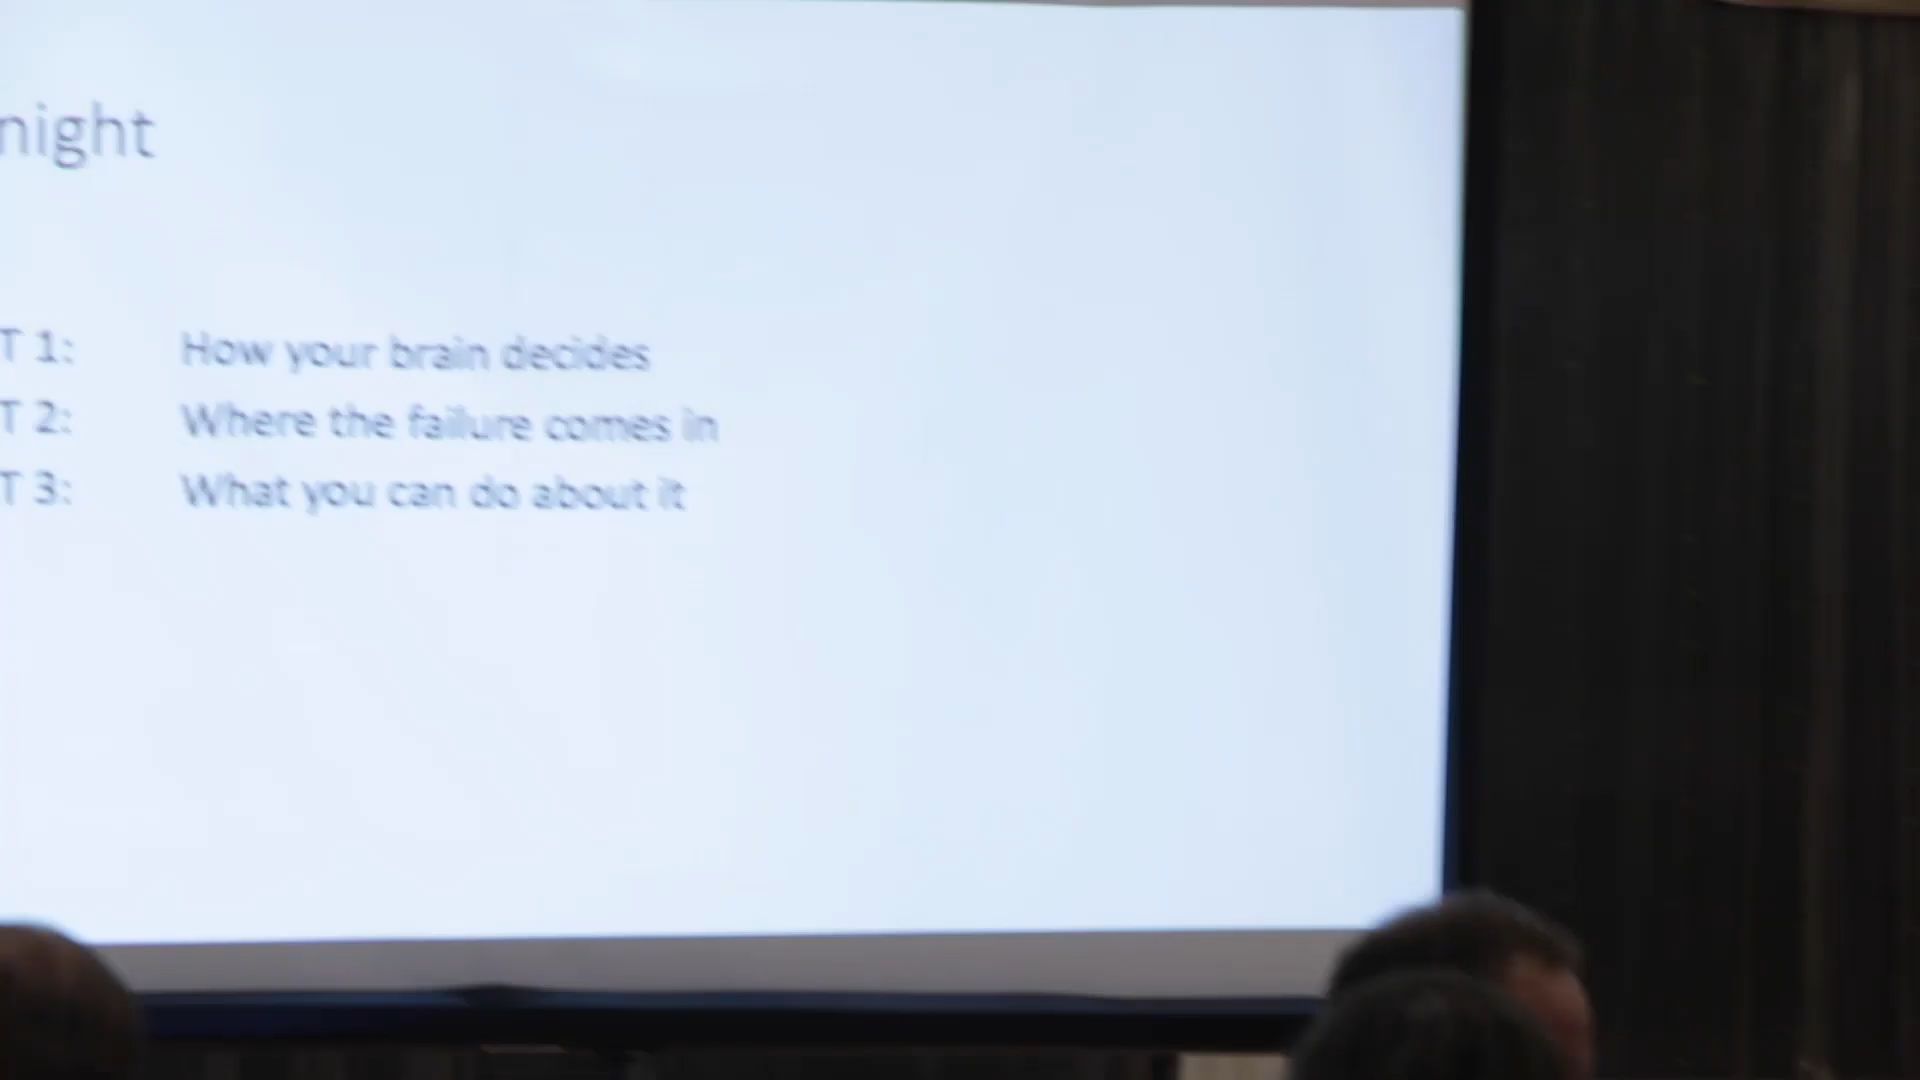 night
T 1: How your brain decides
T 2: Where the failure comes in
T 3: What you can do about it